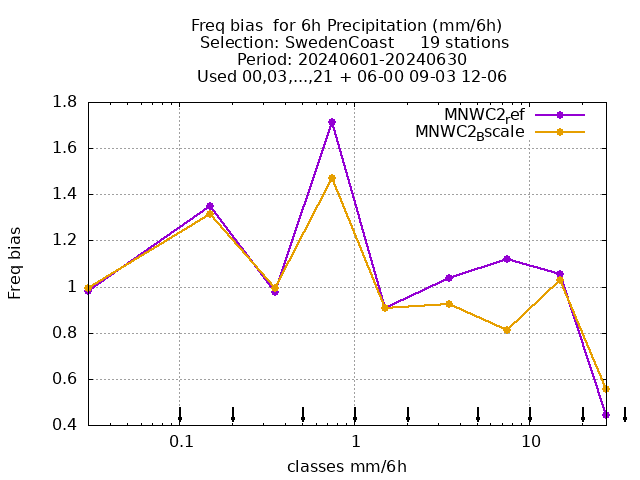 Freq bias  for 6h Precipitation (mm/6h)
Selection: SwedenCoast     19 stations
Period: 20240601-20240630
Used 00,03,...,21 + 06-00 09-03 12-06
MNWC2ref
MNWC2Bscale
1.8
1.6
1.4
1.2
1
0.8
0.6
0.4
Freq bias
0.1
1
10
classes mm/6h